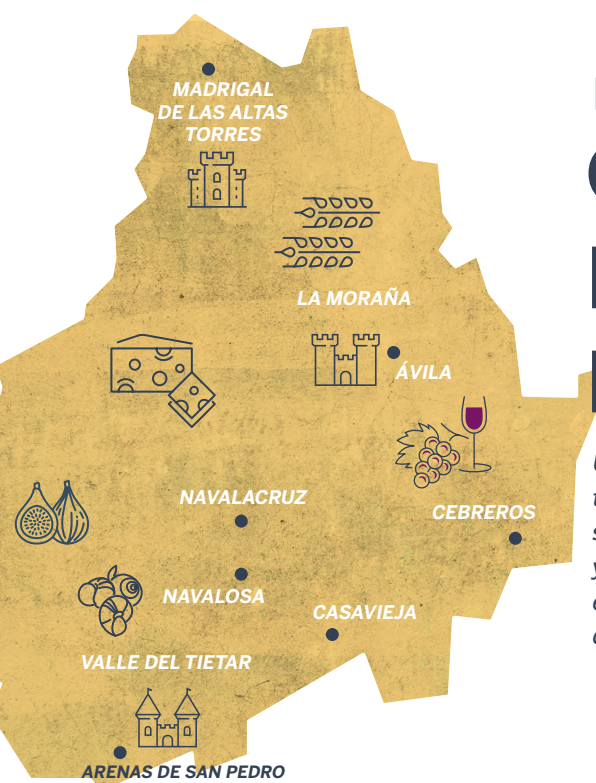 MADRIGAL
DE LAS ALTAS
TORRES
LA MORAÑA
ÁVILA
NAVALACRUZ
CEBREROS
NAVALOSA
CASAVIEJA
VALLE DEL TIETAR
ARENAS DE SAN PEDRO